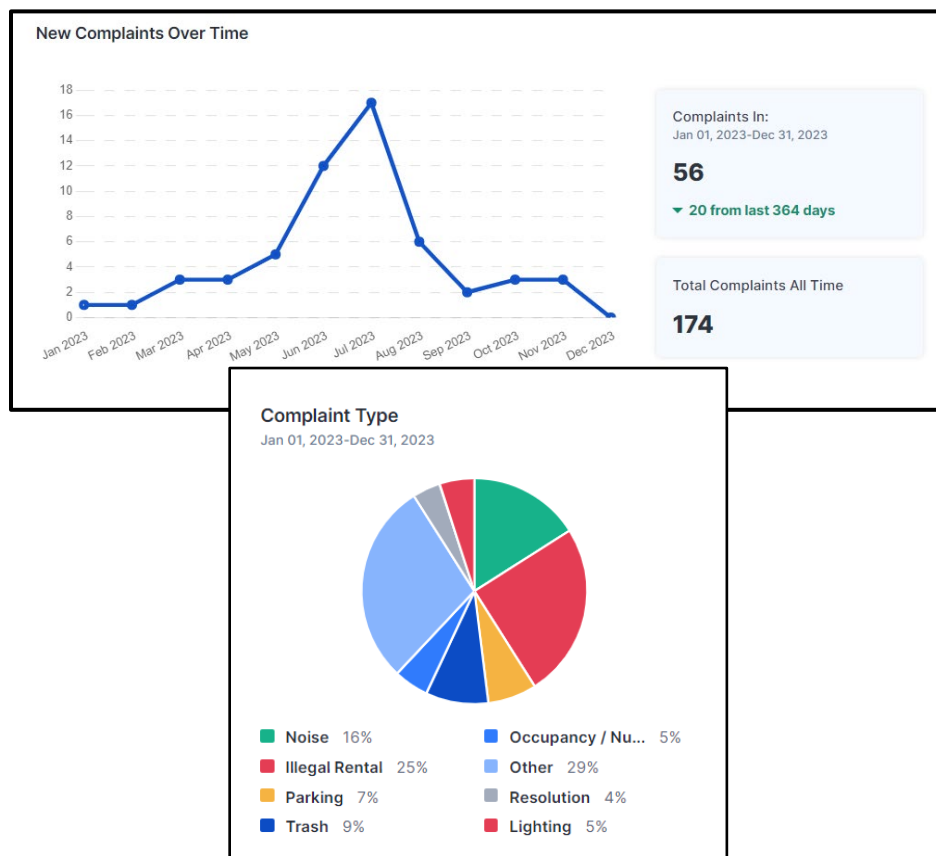 New Complaints Over Time
18
16
14
12
10
8
6
4
2
0
Jan 2023 Feb 2023 Mar 2023 Apr 2023 May 2023 Jun 2023 Jul 2023 Aug 2023 Sep 2023 Oct 2023 Nov 2023 Dec 2023
Complaints In:
Jan 01, 2023-Dec 31, 2023
56
20 from last 364 days
Total Complaints All Time
174
Complaint Type
Jan 01, 2023-Dec 31, 2023
Noise 16%
Illegal Rental 25%
Parking 7%
Trash 9%
Occupancy / Nu... 5%
Other 29%
Resolution 4%
Lighting 5%